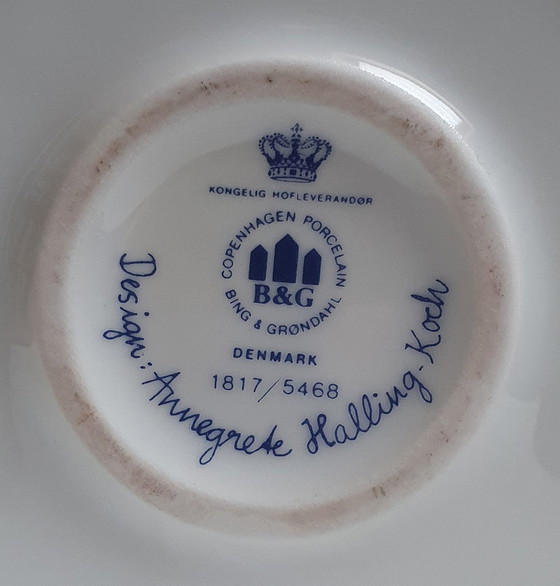 KONGELIG HOFLEVERANDØR
COPENHAGEN PORCELAIN
B&G
BING & GRØNDAHL
DENMARK
1817/5468
Design: Annegrete Halling-Koch